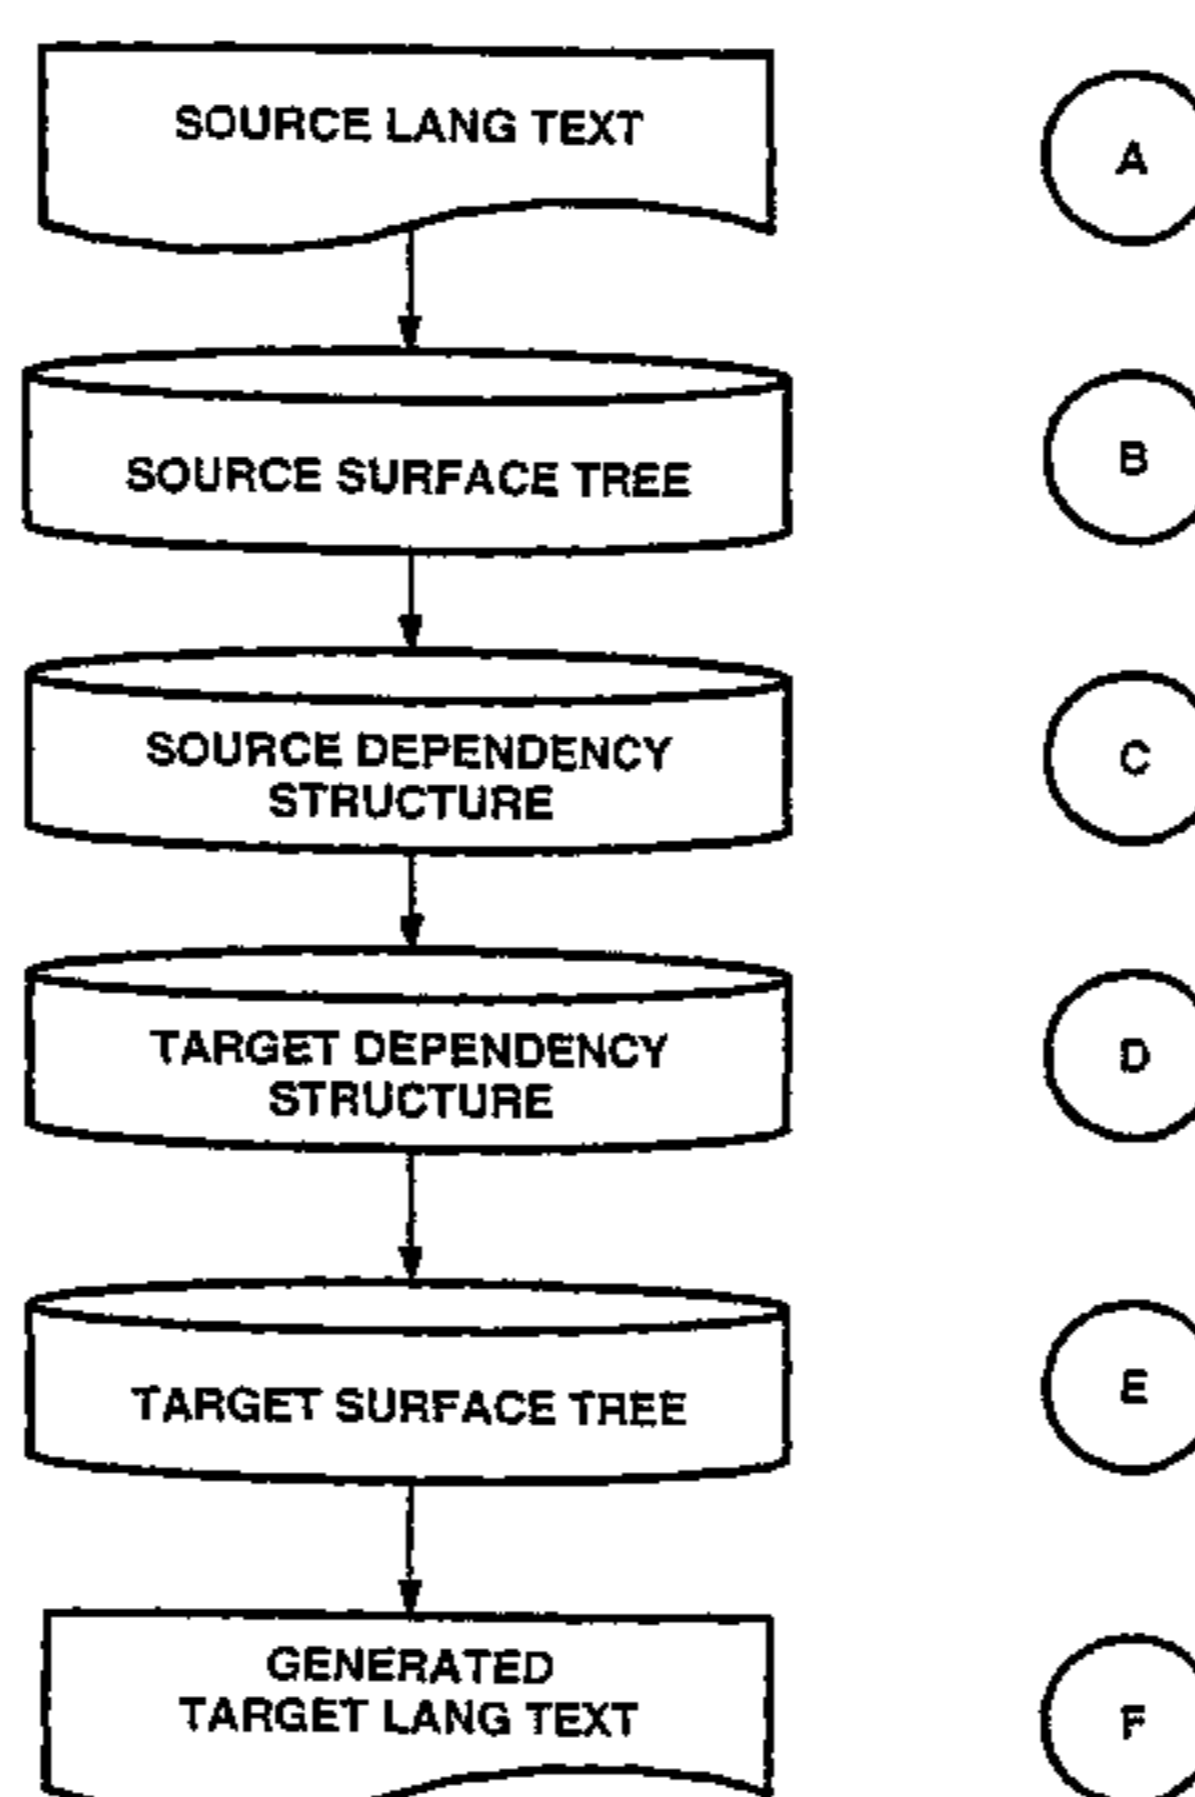 SOURCE LANG TEXT
A
SOURCE SURFACE TREE
B
SOURCE DEPENDENCY
STRUCTURE
C
TARGET DEPENDENCY
STRUCTURE
D
TARGET SURFACE TREE
E
GENERATED
TARGET LANG TEXT
F